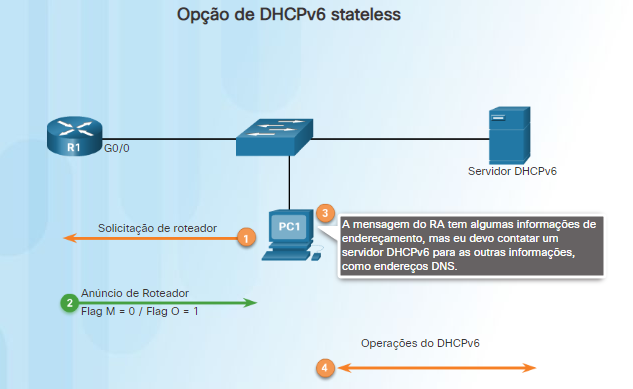 Opção de DHCPv6 stateless
R1
G0/0
Servidor DHCPv6
Solicitação de roteador
1
PC1
3
A mensagem do RA tem algumas informações de
endereçamento, mas eu devo contatar um
servidor DHCPv6 para as outras informações,
como endereços DNS.
2
Anúncio de Roteador
Flag M = 0 / Flag O = 1
Operações do DHCPv6
4